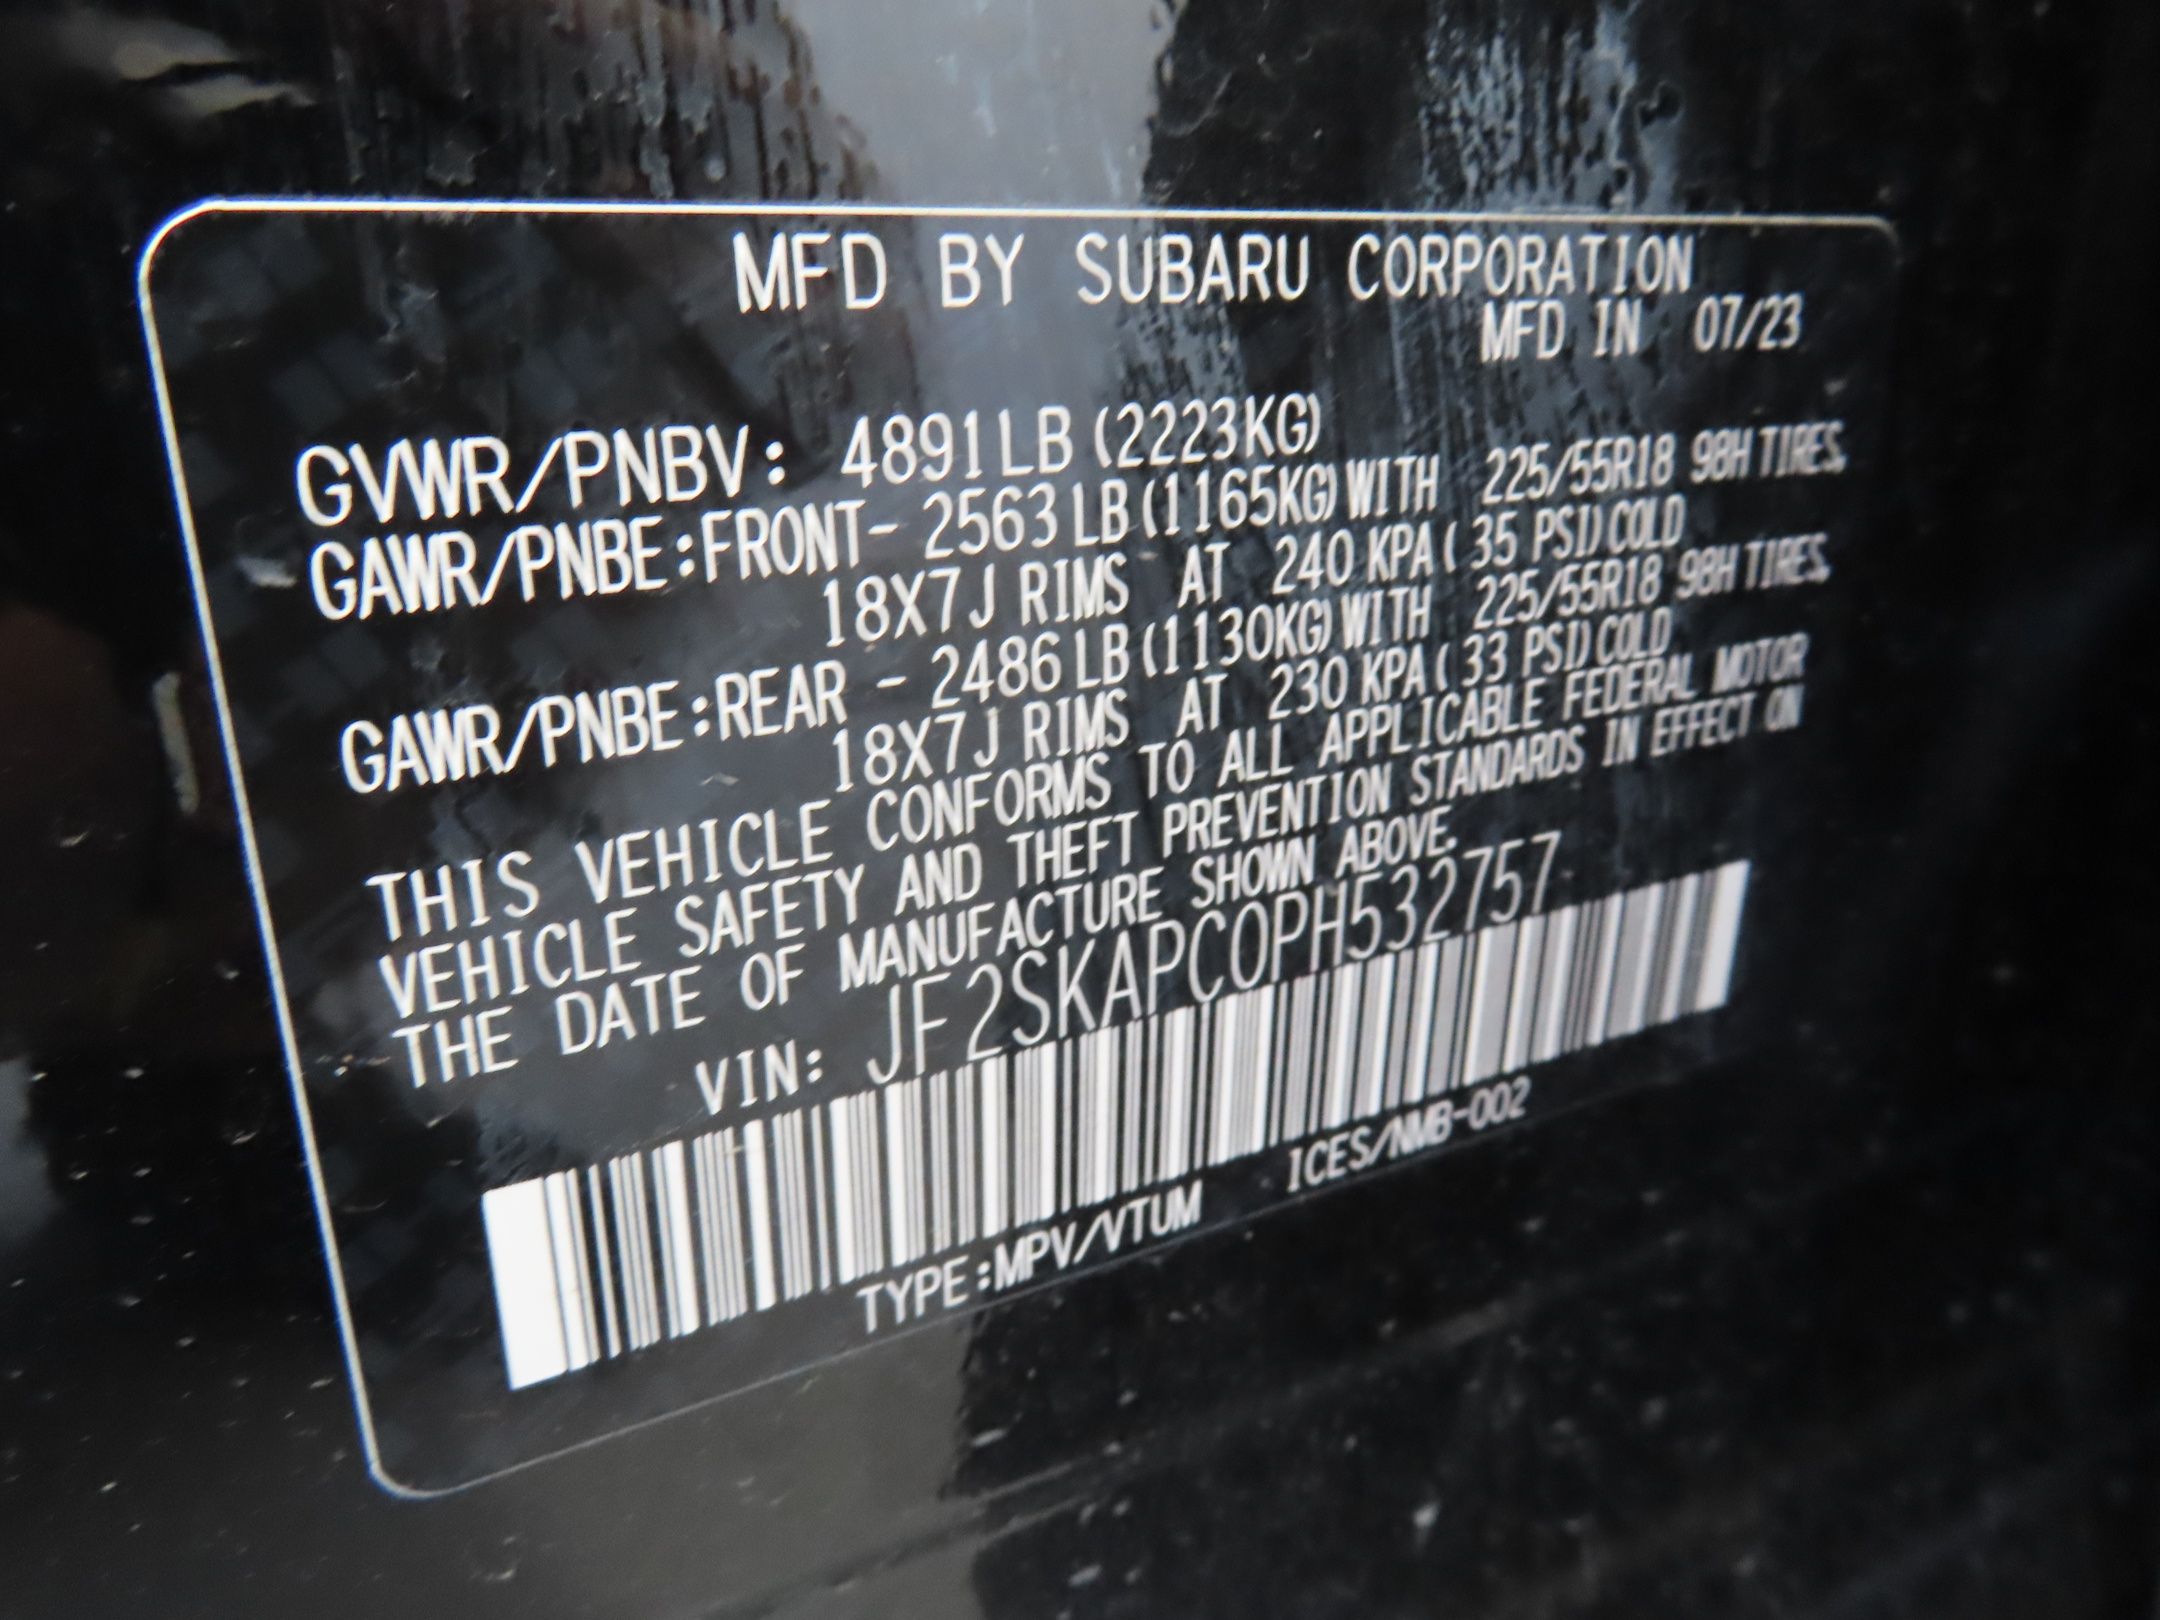 MFD BY SUBARU CORPORATION
MFD IN 07/23
GVWR/PNBV: 4891LB (2223KG)
GAWR/PNBE:FRONT- 2563LB (1165KG)WITH 225/55R18 98H TIRES,
18X7J RIMS AT 240 KPA( 35 PSI)COLD
GAWR/PNBE:REAR - 2486LB (1130KG)WITH 225/55R18 98H TIRES,
18X7J RIMS AT 230 KPA( 33 PSI)COLD
THIS VEHICLE CONFORMS TO ALL APPLICABLE FEDERAL MOTOR
VEHICLE SAFETY AND THEFT PREVENTION STANDARDS IN EFFECT ON
THE DATE OF MANUFACTURE SHOWN ABOVE.
VIN: JF2SKAPC0PH532757
TYPE:MPV/VTUM ICES/NMB-002